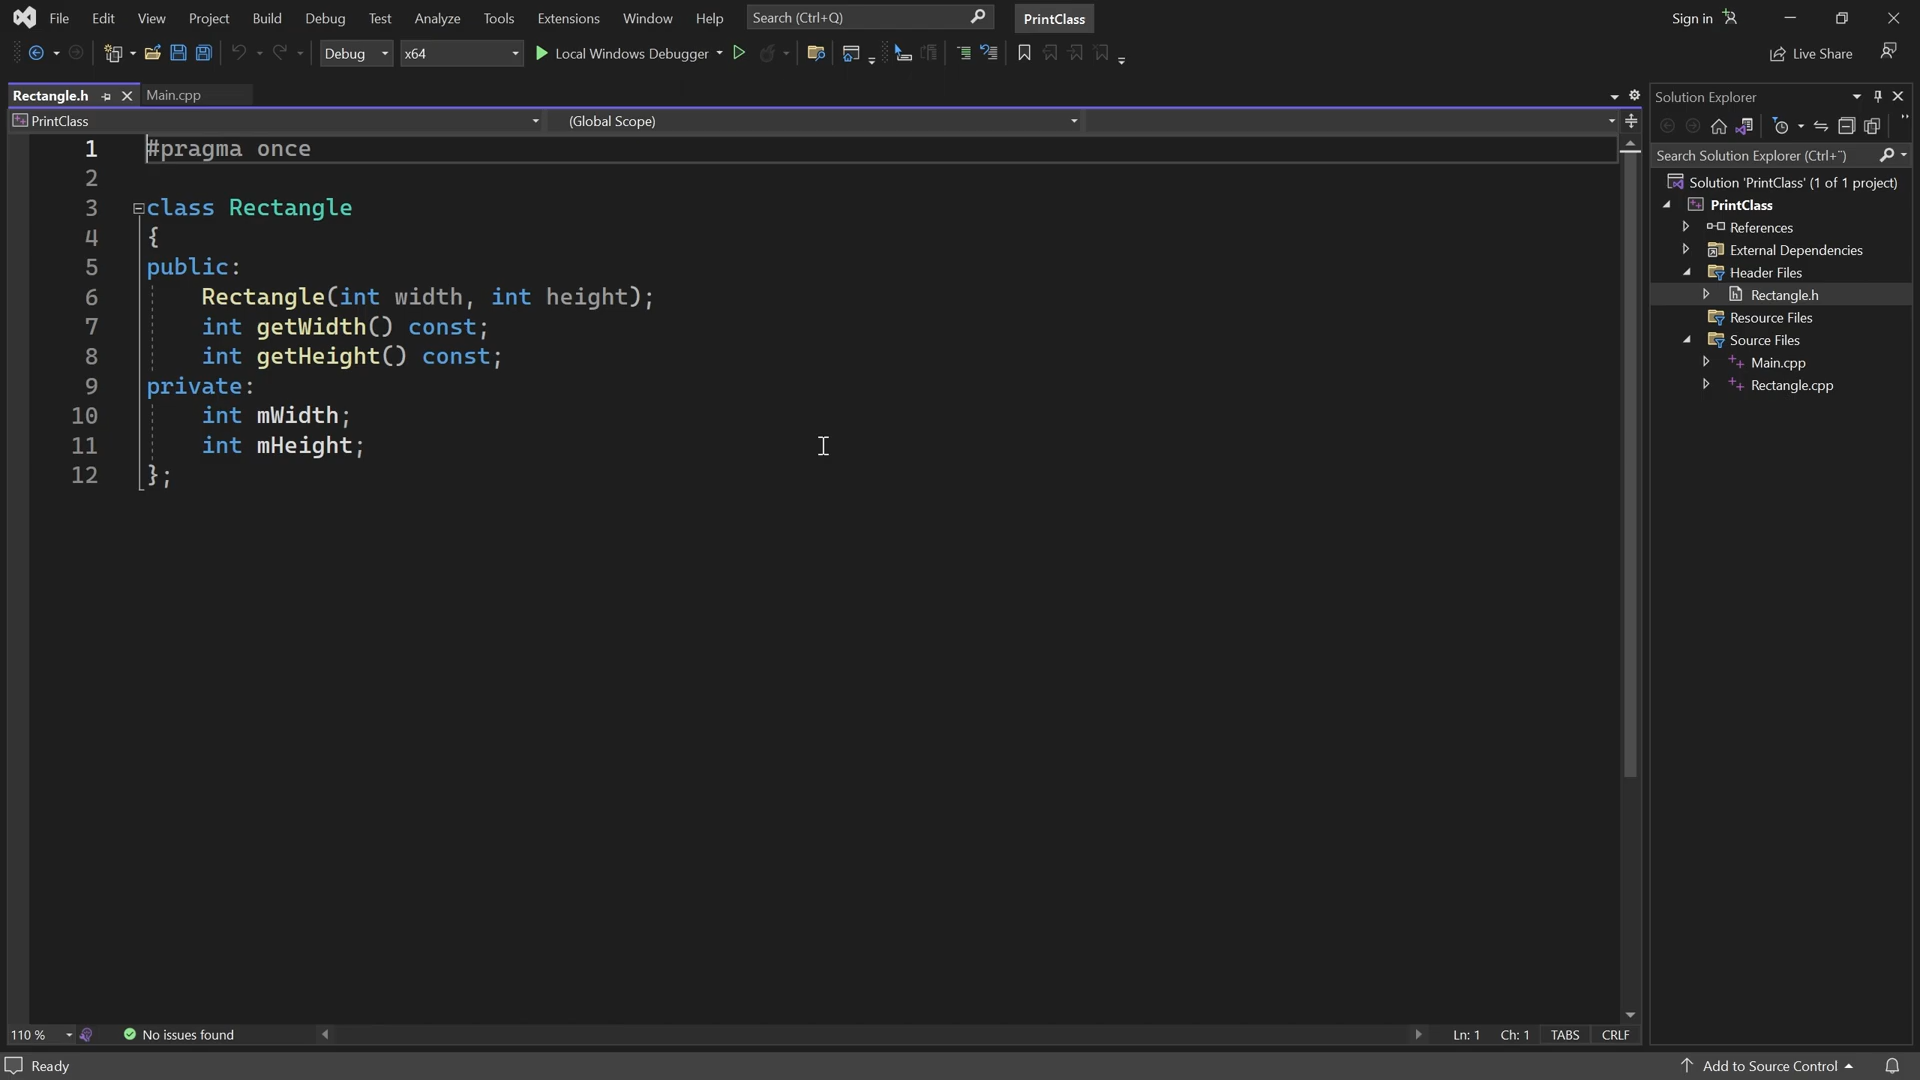 File Edit View Project Build Debug Test Analyze Tools Extensions Window Help Search (Ctrl+Q) PrintClass Sign in
Debug x64 Local Windows Debugger Live Share
Rectangle.h Main.cpp
PrintClass (Global Scope)
1 #pragma once
2
3 class Rectangle
4 {
5 public:
6 Rectangle(int width, int height);
7 int getWidth() const;
8 int getHeight() const;
9 private:
10 int mWidth;
11 int mHeight;
12 };
Solution Explorer
Search Solution Explorer (Ctrl+¨)
Solution 'PrintClass' (1 of 1 project)
PrintClass
References
External Dependencies
Header Files
Rectangle.h
Resource Files
Source Files
Main.cpp
Rectangle.cpp
110 % No issues found Ln: 1 Ch: 1 TABS CRLF
Ready Add to Source Control